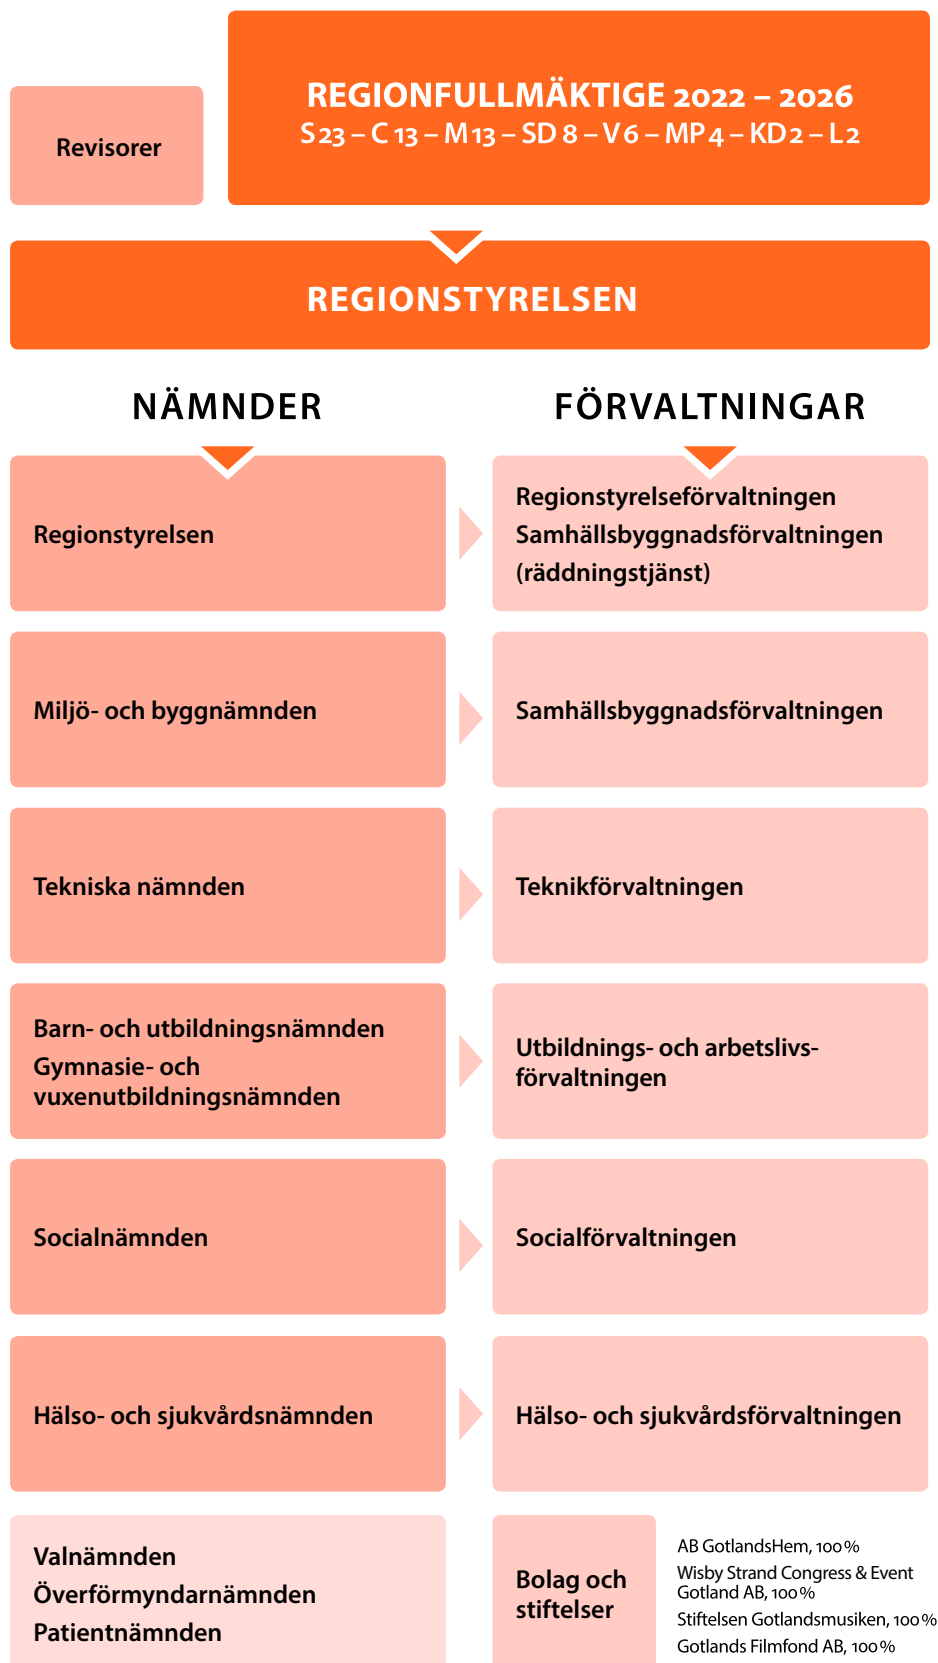 Revisorer
REGIONFULLMÄKTIGE 2022 – 2026
S 23 – C 13 – M 13 – SD 8 – V 6 – MP 4 – KD 2 – L 2
REGIONSTYRELSEN
NÄMNDER
FÖRVALTNINGAR
Regionstyrelsen
Regionstyrelseförvaltningen
Samhällsbyggnadsförvaltningen
(räddningstjänst)
Miljö- och byggnämnden
Samhällsbyggnadsförvaltningen
Tekniska nämnden
Teknikförvaltningen
Barn- och utbildningsnämnden
Gymnasie- och
vuxenutbildningsnämnden
Utbildnings- och arbetslivs-
förvaltningen
Socialnämnden
Socialförvaltningen
Hälso- och sjukvårdsnämnden
Hälso- och sjukvårdsförvaltningen
Valnämnden
Överförmyndarnämnden
Patientnämnden
Bolag och
stiftelser
AB GotlandsHem, 100 %
Wisby Strand Congress & Event
Gotland AB, 100 %
Stiftelsen Gotlandsmusiken, 100 %
Gotlands Filmfond AB, 100 %